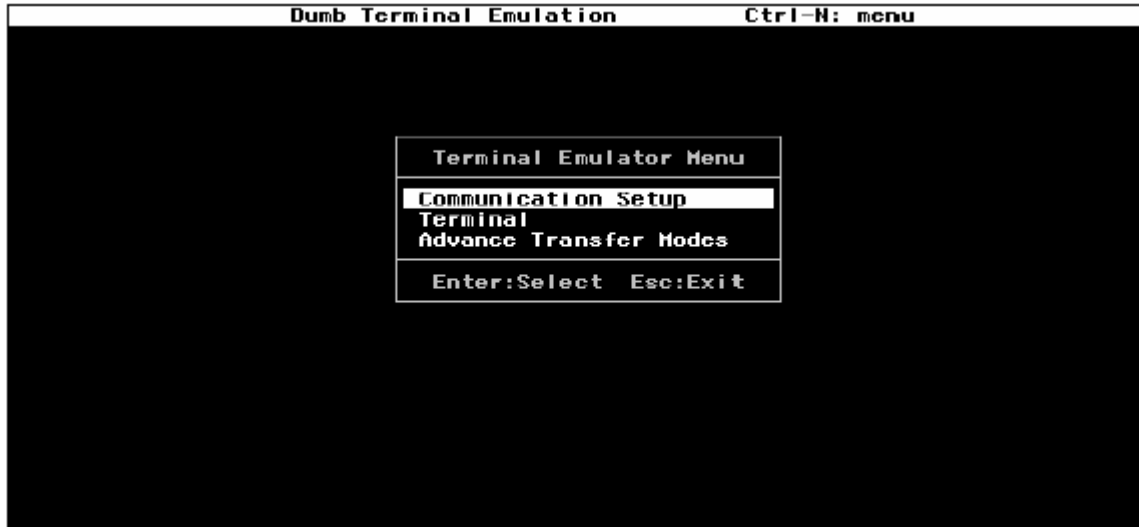 Dumb Terminal Emulation Ctrl-N: menu
Terminal Emulator Menu
Communication Setup
Terminal
Advance Transfer Modes
Enter:Select Esc:Exit